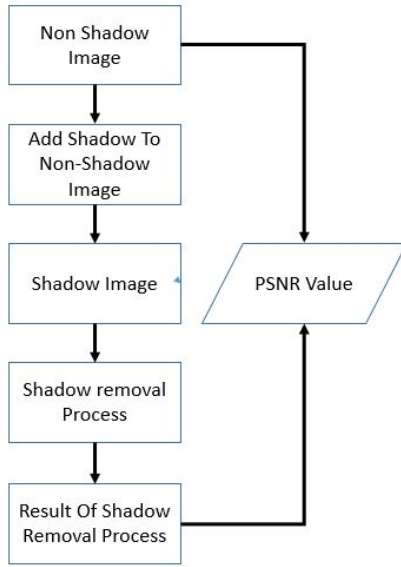 Non Shadow
Image
Add Shadow To
Non-Shadow
Image
Shadow Image
PSNR Value
Shadow removal
Process
Result Of Shadow
Removal Process